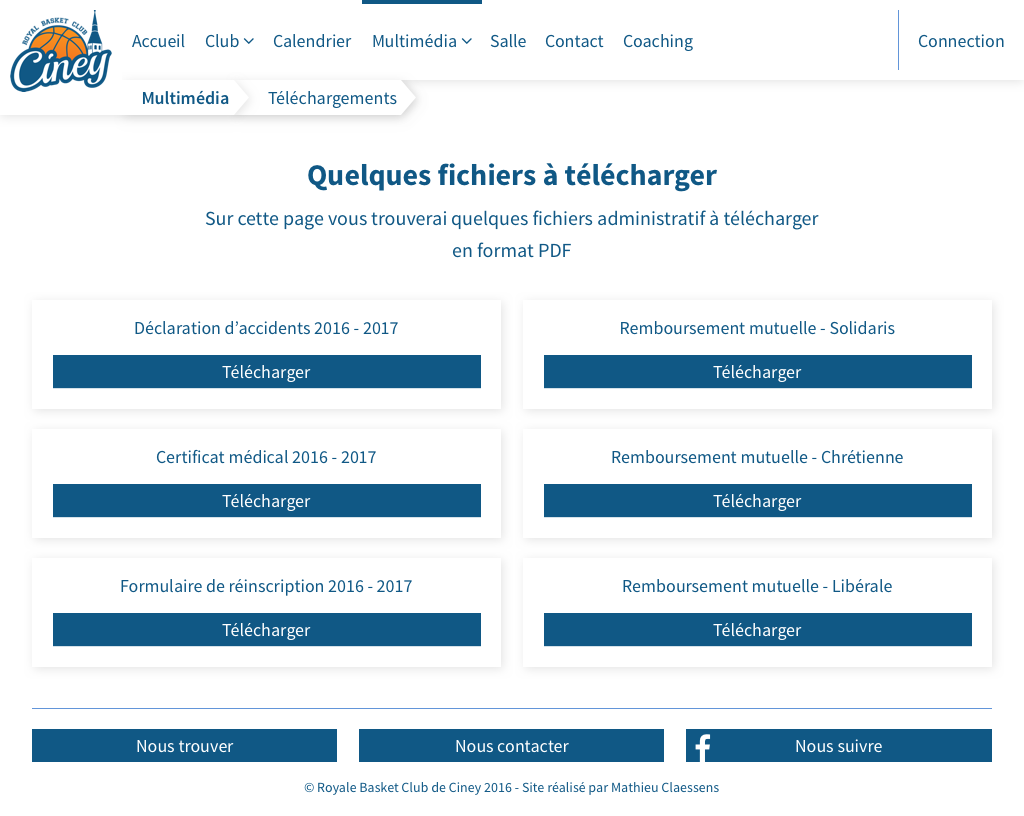 ROYAL BASKET CLUB
Ciney
Accueil Club Calendrier Multimédia Salle Contact Coaching Connection
Multimédia Téléchargements
Quelques fichiers à télécharger
Sur cette page vous trouverai quelques fichiers administratif à télécharger
en format PDF
Déclaration d’accidents 2016 - 2017
Télécharger
Remboursement mutuelle - Solidaris
Télécharger
Certificat médical 2016 - 2017
Télécharger
Remboursement mutuelle - Chrétienne
Télécharger
Formulaire de réinscription 2016 - 2017
Télécharger
Remboursement mutuelle - Libérale
Télécharger
Nous trouver Nous contacter Nous suivre
© Royale Basket Club de Ciney 2016 - Site réalisé par Mathieu Claessens